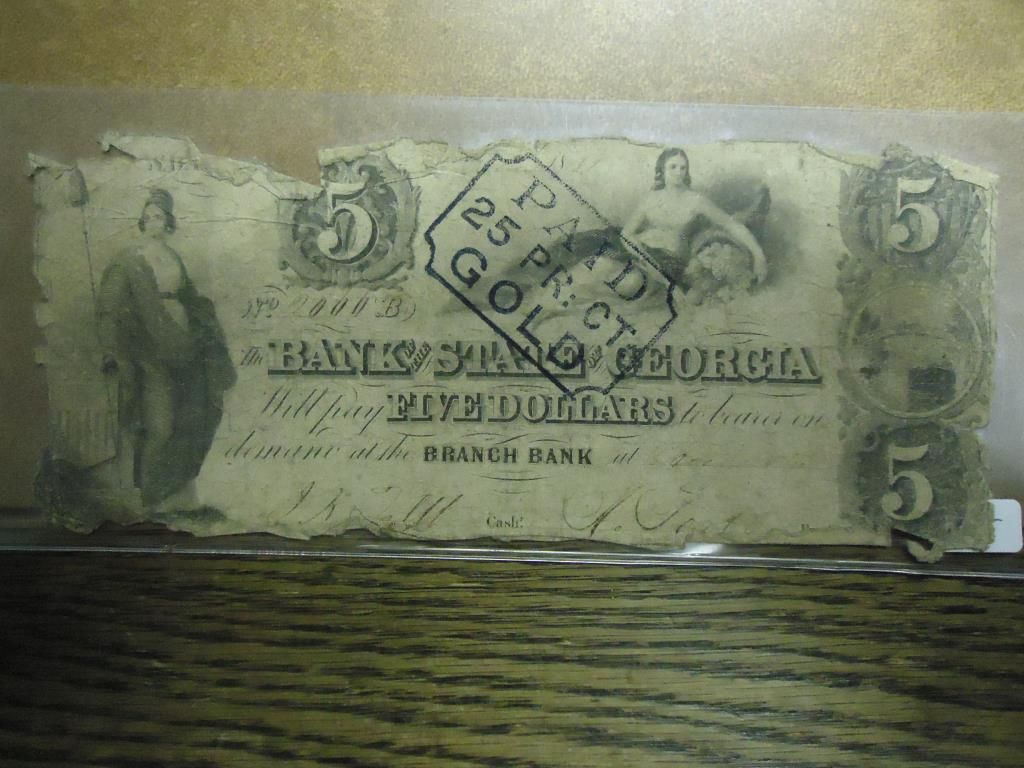 5
5
PAID
25 PR. CT.
GOLD
No 2000 B
The BANK OF THE STATE OF GEORGIA
Will pay FIVE DOLLARS to bearer on
demand at the BRANCH BANK at
Cash!
5